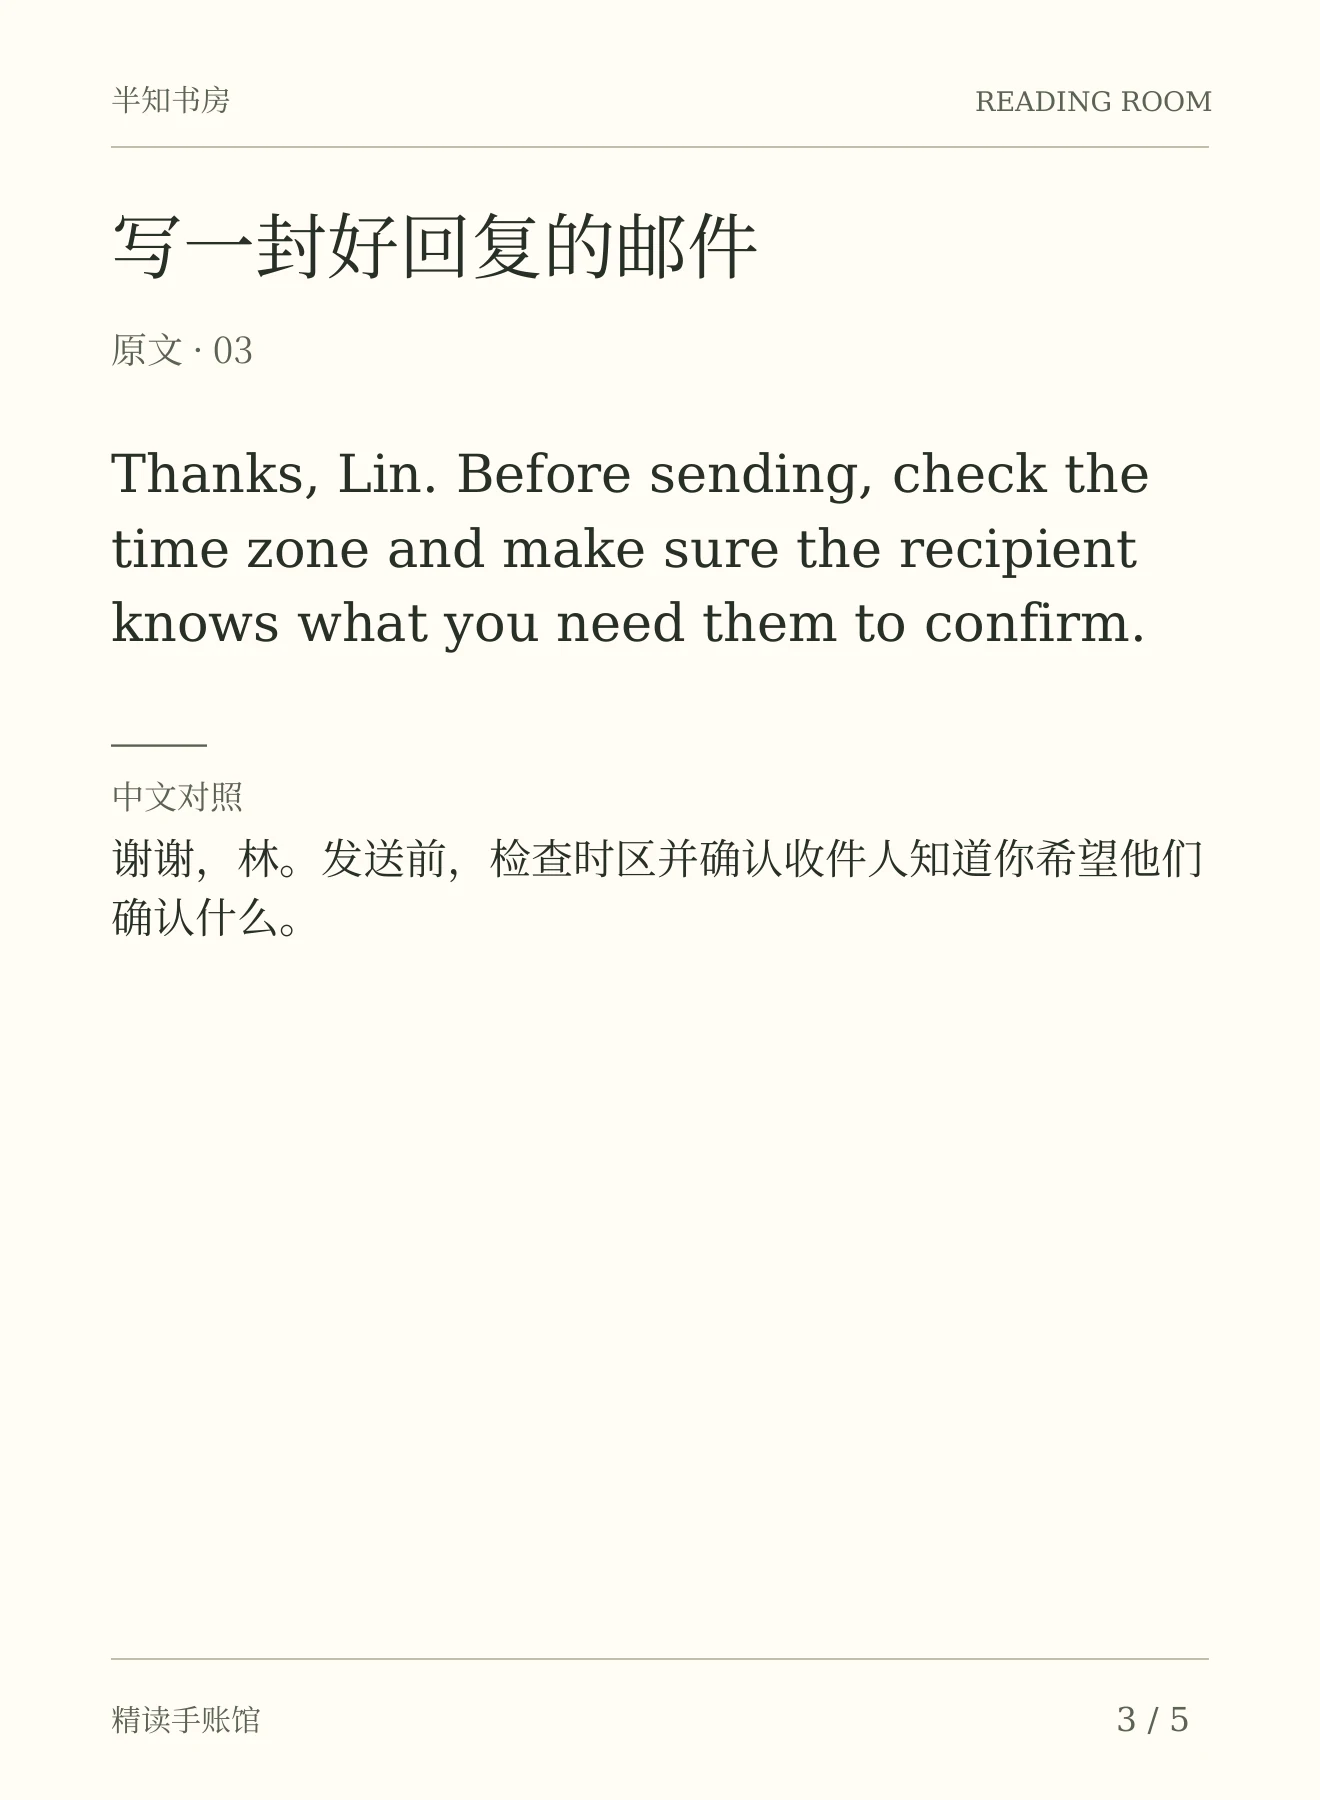 半知书房
READING ROOM
写一封好回复的邮件
原文 · 03
Thanks, Lin. Before sending, check the
time zone and make sure the recipient
knows what you need them to confirm.
中文对照
谢谢，林。发送前，检查时区并确认收件人知道你希望他们
确认什么。
精读手账馆
3 / 5